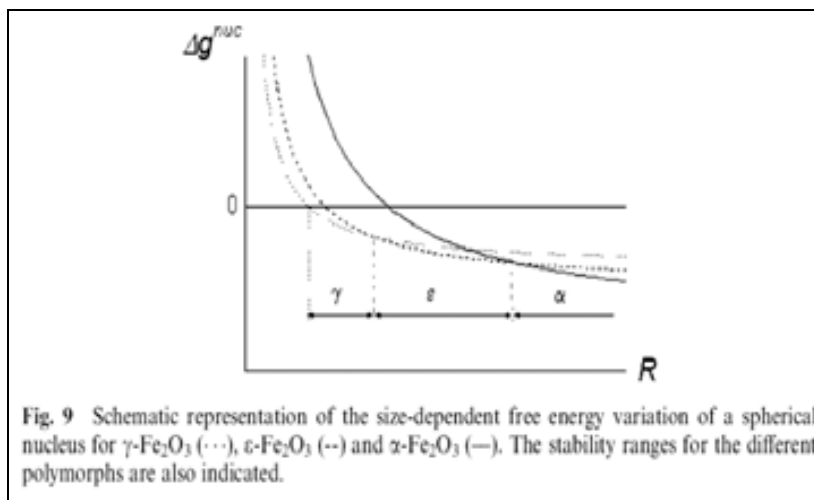 Δg^nuc
0
γ
ε
α
R
Fig. 9 Schematic representation of the size-dependent free energy variation of a spherical
nucleus for γ-Fe₂O₃ (···), ε-Fe₂O₃ (--) and α-Fe₂O₃ (—). The stability ranges for the different
polymorphs are also indicated.